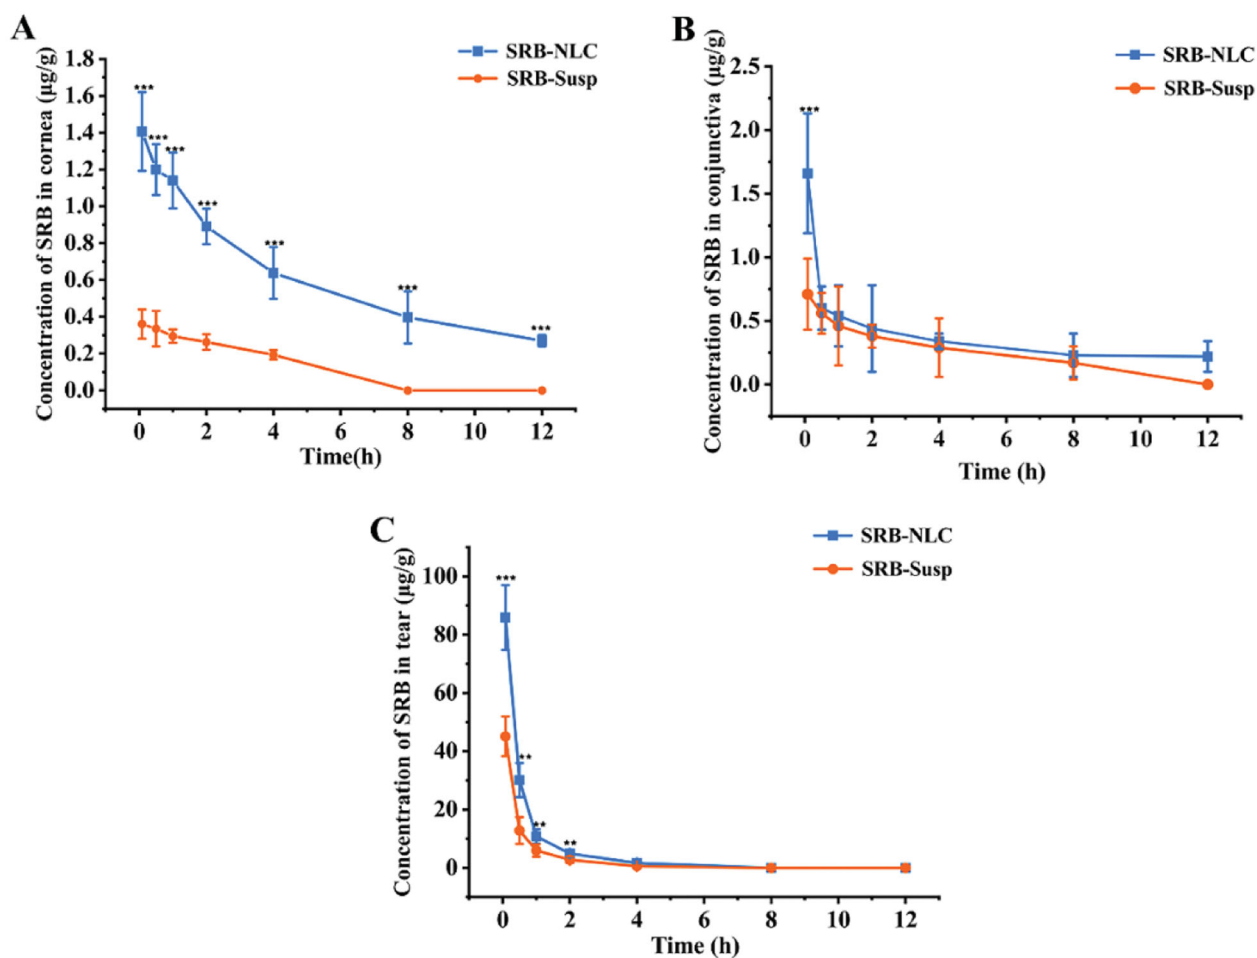 A
SRB-NLC
SRB-Susp
Concentration of SRB in cornea (µg/g)
1.8
1.6
1.4
1.2
1.0
0.8
0.6
0.4
0.2
0.0
***
***
***
***
***
***
***
0 2 4 6 8 10 12
Time(h)
B
SRB-NLC
SRB-Susp
Concentration of SRB in conjunctiva (µg/g)
2.5
2.0
1.5
1.0
0.5
0.0
***
0 2 4 6 8 10 12
Time (h)
C
SRB-NLC
SRB-Susp
Concentration of SRB in tear (µg/g)
100
80
60
40
20
0
***
**
**
**
0 2 4 6 8 10 12
Time (h)